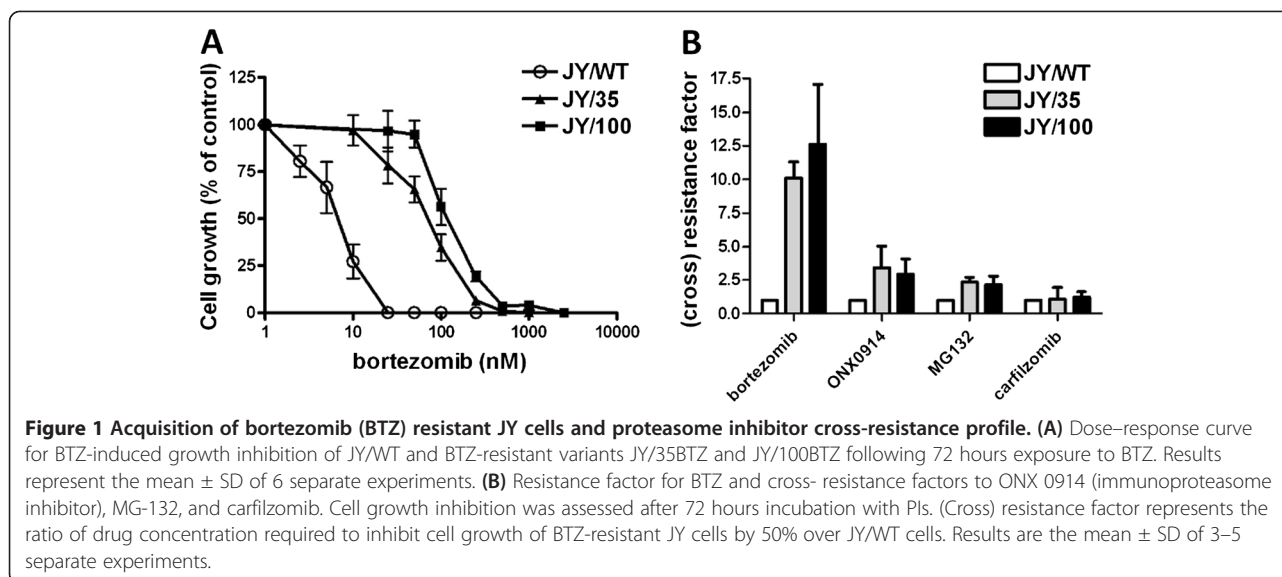 A
JY/WT
JY/35
JY/100
Cell growth (% of control)
125
100
75
50
25
0
1
10
100
1000
10000
bortezomib (nM)
B
JY/WT
JY/35
JY/100
(cross) resistance factor
17.5
15.0
12.5
10.0
7.5
5.0
2.5
0.0
bortezomib
ONX0914
MG132
carfilzomib
Figure 1 Acquisition of bortezomib (BTZ) resistant JY cells and proteasome inhibitor cross-resistance profile. (A) Dose–response curve
for BTZ-induced growth inhibition of JY/WT and BTZ-resistant variants JY/35BTZ and JY/100BTZ following 72 hours exposure to BTZ. Results
represent the mean ± SD of 6 separate experiments. (B) Resistance factor for BTZ and cross- resistance factors to ONX 0914 (immunoproteasome
inhibitor), MG-132, and carfilzomib. Cell growth inhibition was assessed after 72 hours incubation with PIs. (Cross) resistance factor represents the
ratio of drug concentration required to inhibit cell growth of BTZ-resistant JY cells by 50% over JY/WT cells. Results are the mean ± SD of 3–5
separate experiments.